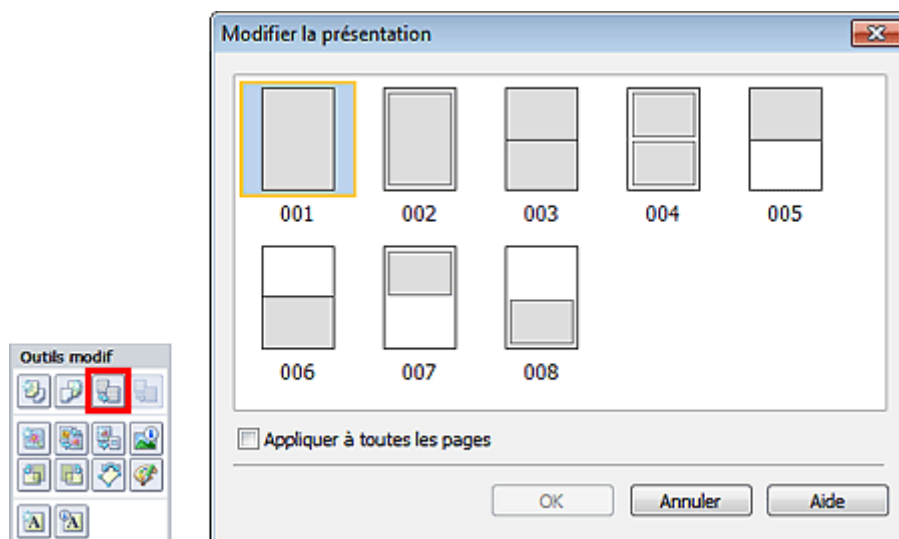 Modifier la présentation
001 002 003 004 005
006 007 008
Outils modif
Appliquer à toutes les pages
OK Annuler Aide
A A